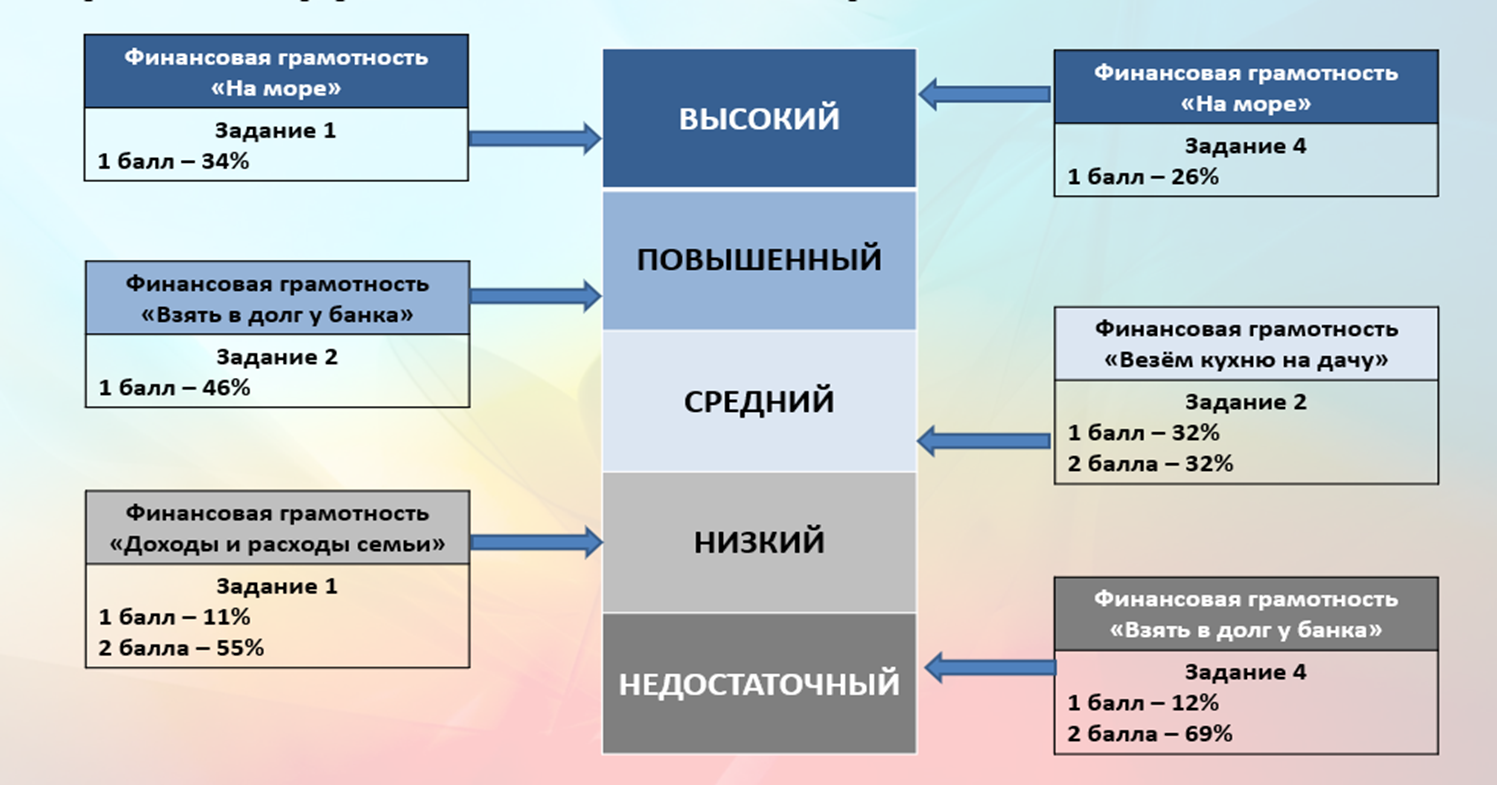 Финансовая грамотность
«На море»
Задание 1
1 балл – 34%
Финансовая грамотность
«Взять в долг у банка»
Задание 2
1 балл – 46%
Финансовая грамотность
«Доходы и расходы семьи»
Задание 1
1 балл – 11%
2 балла – 55%
ВЫСОКИЙ
ПОВЫШЕННЫЙ
СРЕДНИЙ
НИЗКИЙ
НЕДОСТАТОЧНЫЙ
Финансовая грамотность
«На море»
Задание 4
1 балл – 26%
Финансовая грамотность
«Везём кухню на дачу»
Задание 2
1 балл – 32%
2 балла – 32%
Финансовая грамотность
«Взять в долг у банка»
Задание 4
1 балл – 12%
2 балла – 69%